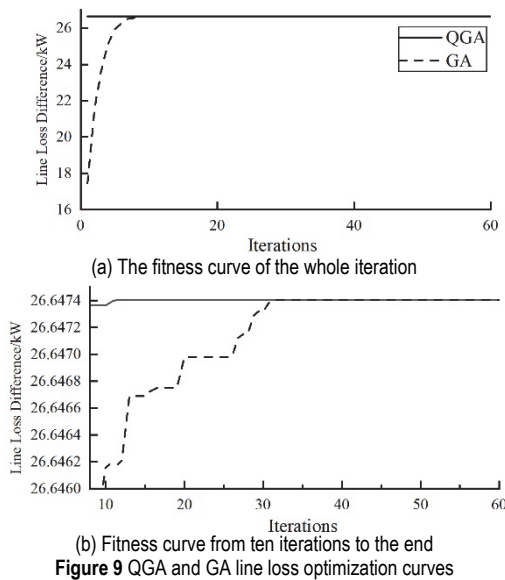 Line Loss Difference/kW
26
24
22
20
18
16
QGA
GA
0
20
40
60
Iterations
(a) The fitness curve of the whole iteration
Line Loss Difference/kW
26,6474
26,6472
26,6470
26,6468
26,6466
26,6464
26,6462
26,6460
10
20
30
40
50
60
Iterations
(b) Fitness curve from ten iterations to the end
Figure 9 QGA and GA line loss optimization curves